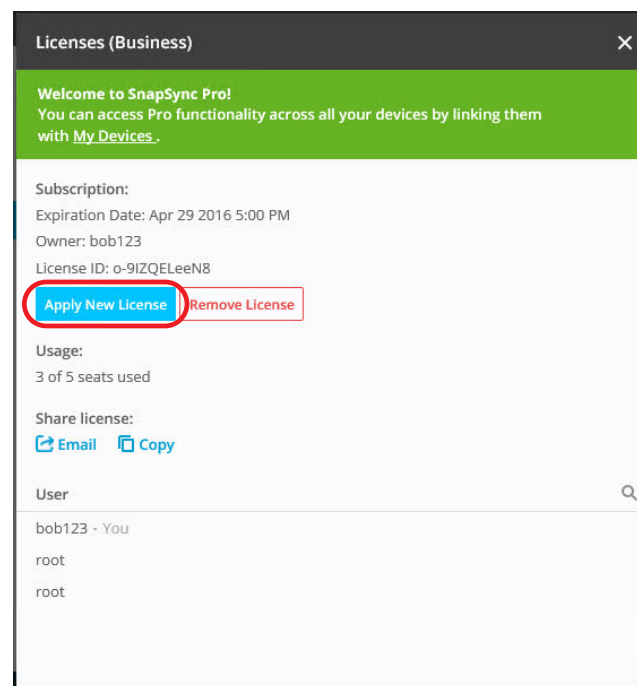 Licenses (Business)
Welcome to SnapSync Pro!
You can access Pro functionality across all your devices by linking them
with My Devices .
Subscription:
Expiration Date: Apr 29 2016 5:00 PM
Owner: bob123
License ID: o-9IZQELeeN8
Apply New License Remove License
Usage:
3 of 5 seats used
Share license:
Email Copy
User
bob123 - You
root
root